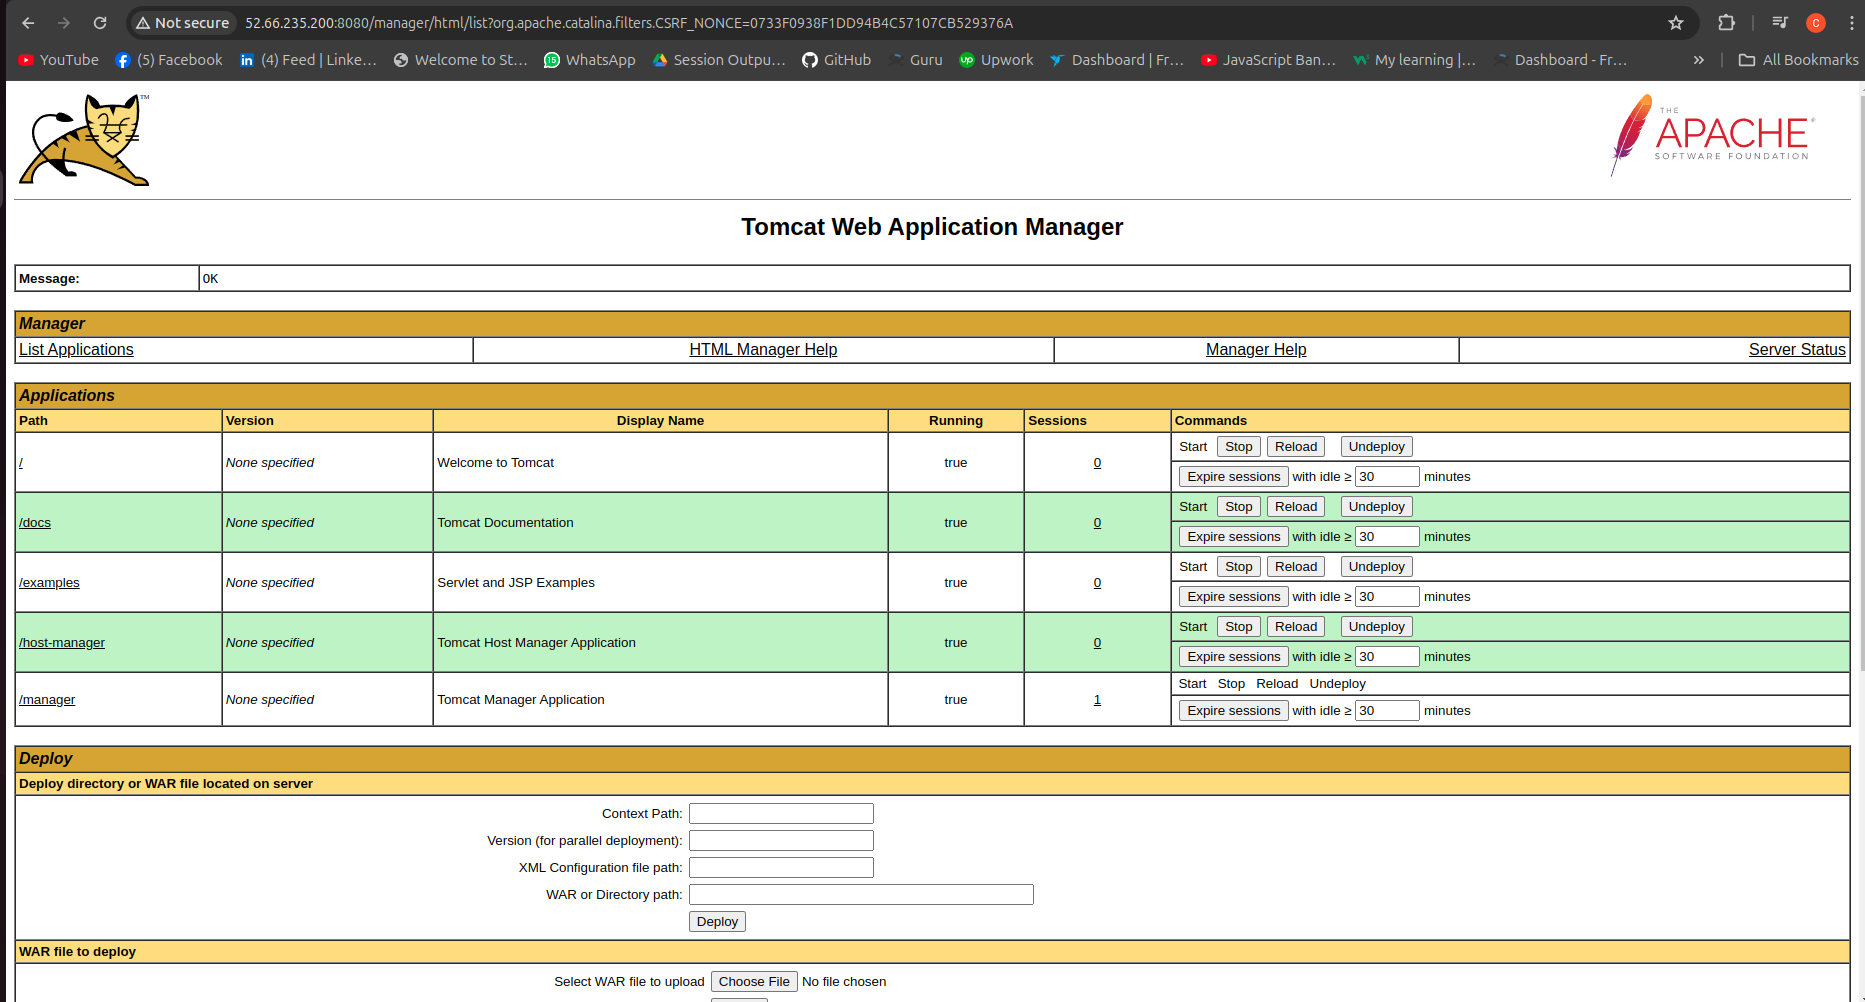 Not secure 52.66.235.200:8080/manager/html/list?org.apache.catalina.filters.CSRF_NONCE=0733F0938F1DD94B4C57107CB529376A C
YouTube (5) Facebook (4) Feed | Linke... Welcome to St... 15 WhatsApp Session Outpu... GitHub Guru up Upwork Dashboard | Fr... JavaScript Ban... My learning |... Dashboard - Fr... » All Bookmarks
TM
THE
APACHE®
SOFTWARE FOUNDATION
Tomcat Web Application Manager
Message: OK
Manager
List Applications HTML Manager Help Manager Help Server Status
Applications
Path Version Display Name Running Sessions Commands
/ None specified Welcome to Tomcat true 0 Start Stop Reload Undeploy
Expire sessions with idle ≥ 30 minutes
/docs None specified Tomcat Documentation true 0 Start Stop Reload Undeploy
Expire sessions with idle ≥ 30 minutes
/examples None specified Servlet and JSP Examples true 0 Start Stop Reload Undeploy
Expire sessions with idle ≥ 30 minutes
/host-manager None specified Tomcat Host Manager Application true 0 Start Stop Reload Undeploy
Expire sessions with idle ≥ 30 minutes
/manager None specified Tomcat Manager Application true 1 Start Stop Reload Undeploy
Expire sessions with idle ≥ 30 minutes
Deploy
Deploy directory or WAR file located on server
Context Path:
Version (for parallel deployment):
XML Configuration file path:
WAR or Directory path:
Deploy
WAR file to deploy
Select WAR file to upload Choose File No file chosen